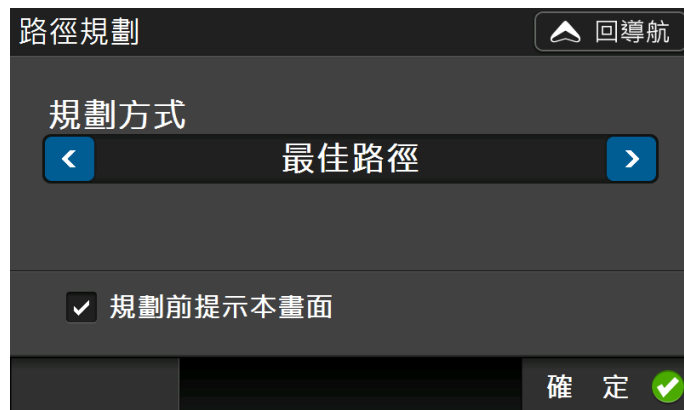 路徑規劃
回導航
規劃方式
最佳路徑
規劃前提示本畫面
確 定